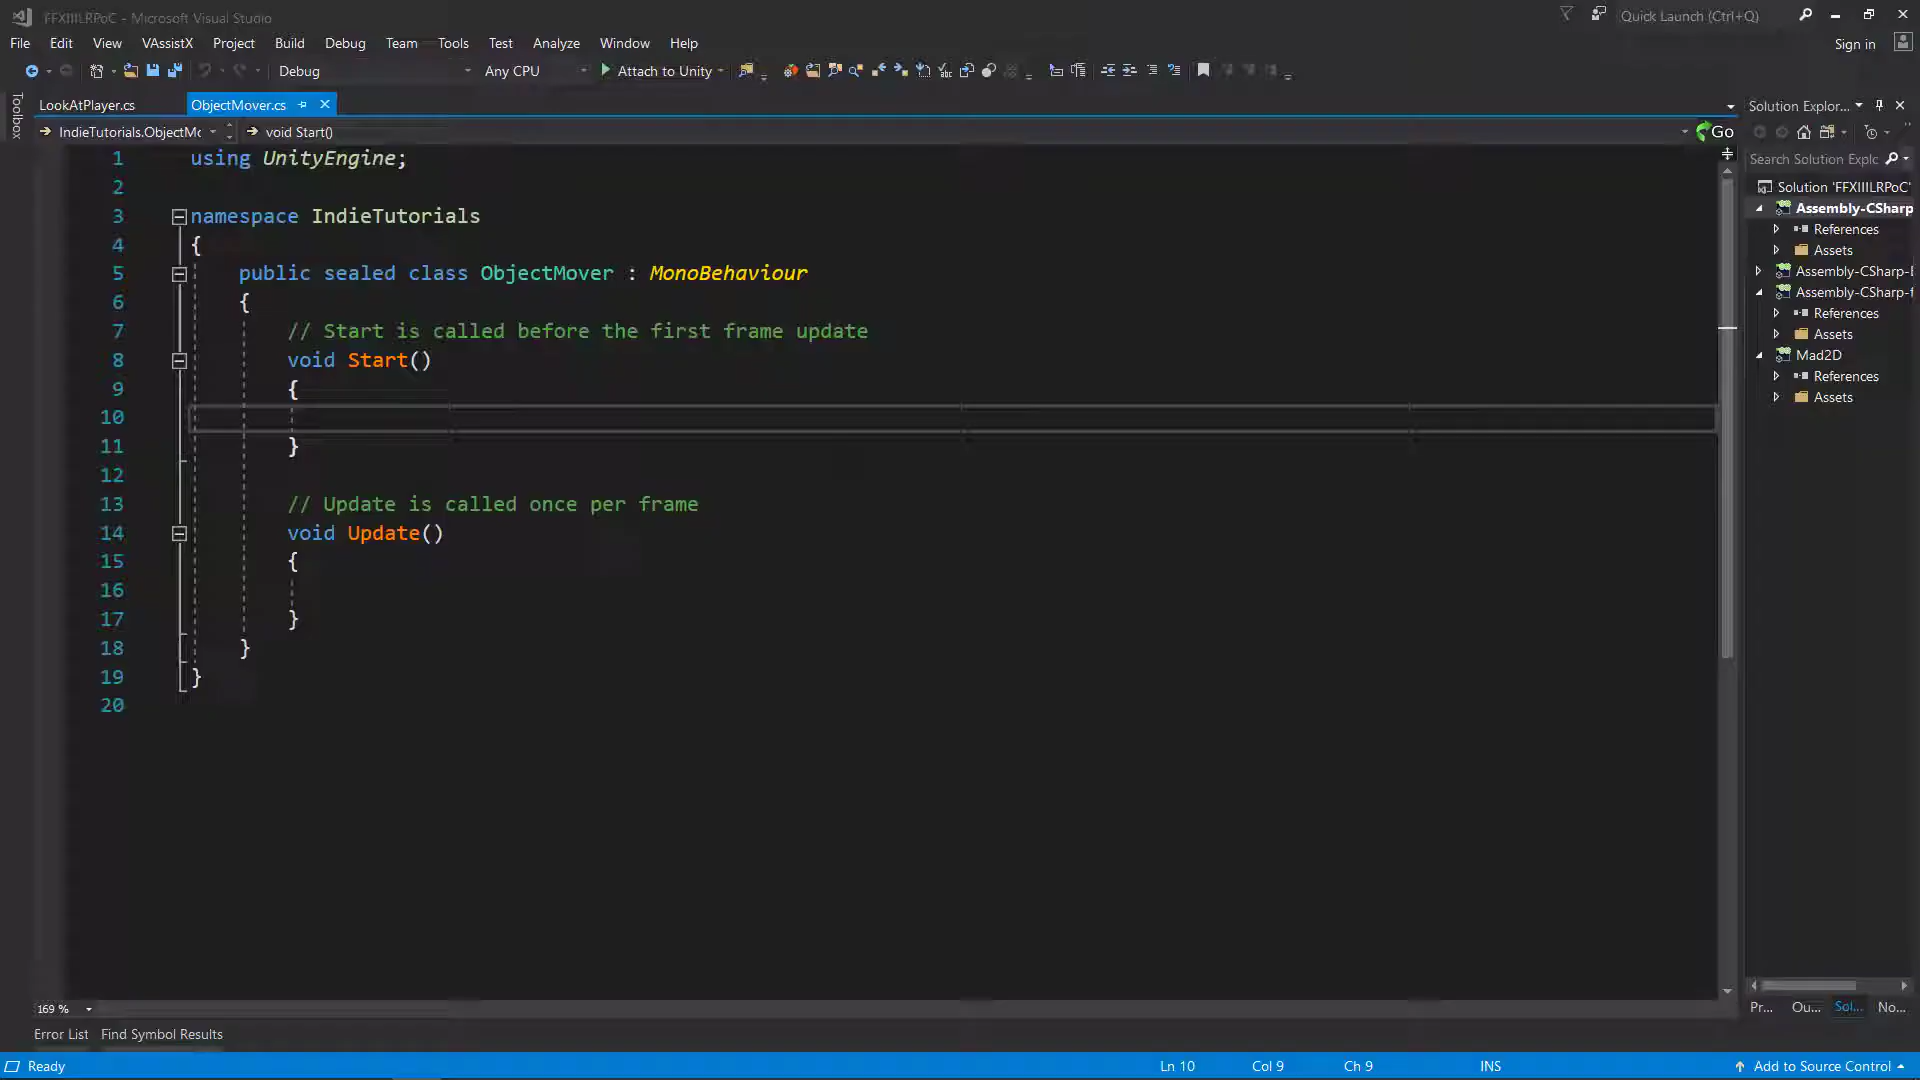 FFXIIILRPoC - Microsoft Visual Studio
Quick Launch (Ctrl+Q)
File Edit View VAssistX Project Build Debug Team Tools Test Analyze Window Help
Sign in
Debug Any CPU Attach to Unity
Toolbox
LookAtPlayer.cs ObjectMover.cs
Solution Explor...
IndieTutorials.ObjectMc void Start()
Go
Search Solution Explc
1 using UnityEngine;
2
3 namespace IndieTutorials
4 {
5 public sealed class ObjectMover : MonoBehaviour
6 {
7 // Start is called before the first frame update
8 void Start()
9 {
10
11 }
12
13 // Update is called once per frame
14 void Update()
15 {
16
17 }
18 }
19 }
20
Solution 'FFXIIILRPoC'
Assembly-CSharp
References
Assets
Assembly-CSharp-E
Assembly-CSharp-f
References
Assets
Mad2D
References
Assets
169 %
Pr... Ou... Sol... No...
Error List Find Symbol Results
Ready Ln 10 Col 9 Ch 9 INS Add to Source Control